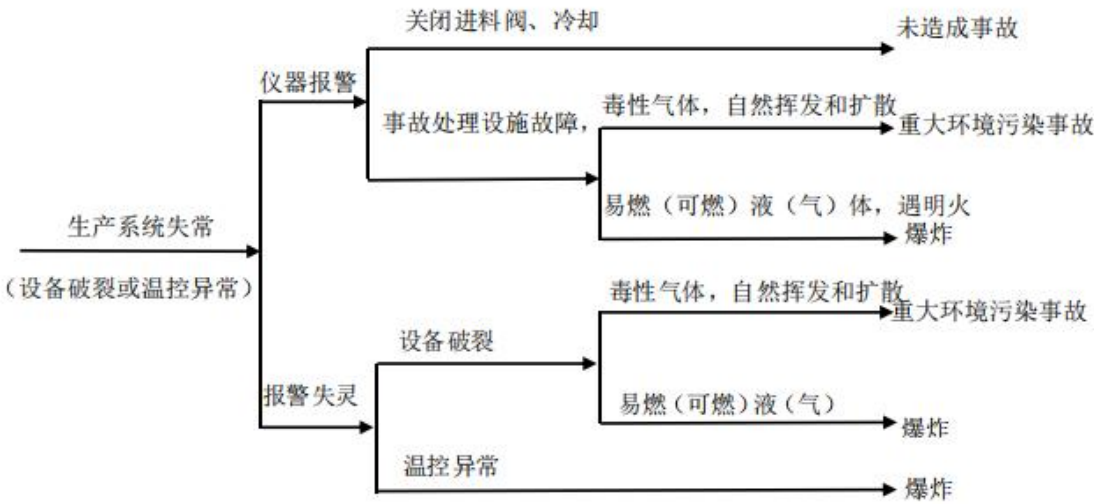 关闭进料阀、冷却
未造成事故
仪器报警
毒性气体，自然挥发和扩散
事故处理设施故障，
重大环境污染事故
易燃（可燃）液（气）体，遇明火
生产系统失常
爆炸
（设备破裂或温控异常）
毒性气体，自然挥发和扩散
重大环境污染事故
设备破裂
报警失灵
易燃（可燃）液（气）
爆炸
温控异常
爆炸